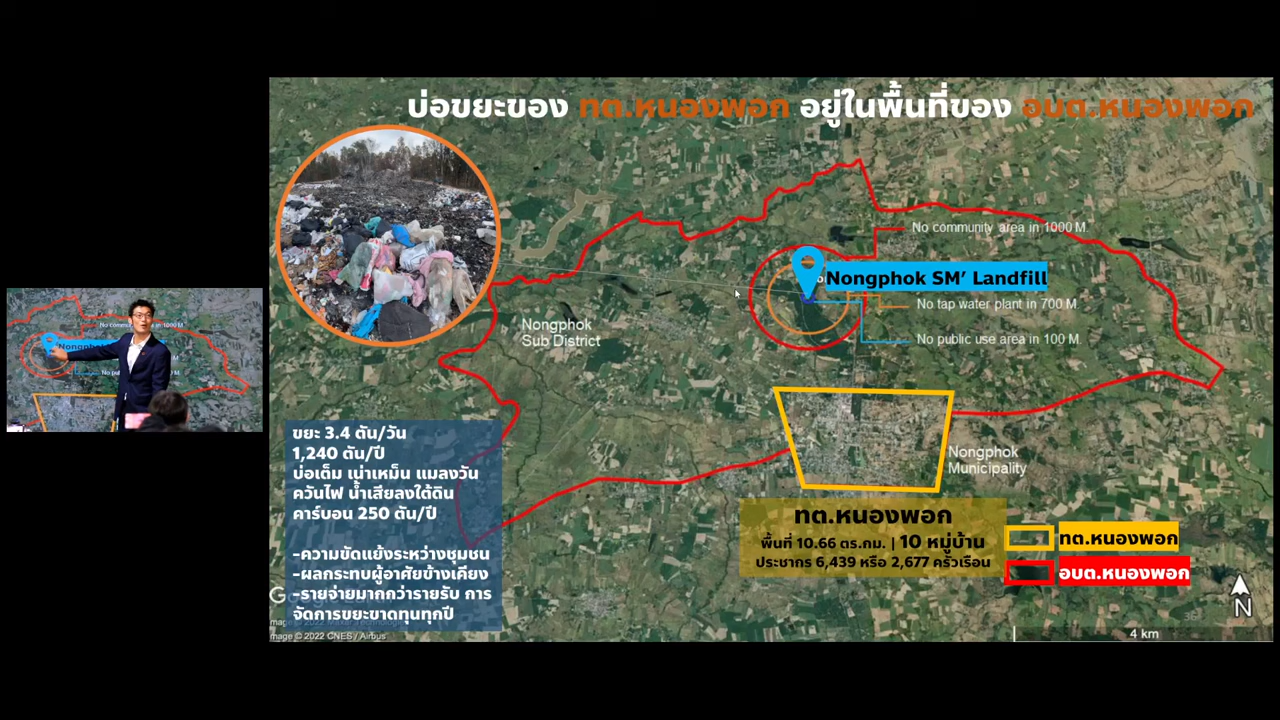 บ่อขยะของ ทต.หนองพอก อยู่ในพื้นที่ของ อบต.หนองพอก
No community area in 1000 M.
Nongphok SM' Landfill
No tap water plant in 700 M
No public use area in 100 M.
Nongphok
Sub District
Nongphok
Municipality
ขยะ 3.4 ตัน/วัน
1,240 ตัน/ปี
บ่อเต็ม เน่าเหม็น แมลงวัน
ควันไฟ น้ำเสียลงใต้ดิน
คาร์บอน 250 ตัน/ปี
-ความขัดแย้งระหว่างชุมชน
-ผลกระทบผู้อาศัยข้างเคียง
-รายจ่ายมากกว่ารายรับ การ
จัดการขยะขาดทุนทุกปี
ทต.หนองพอก
พื้นที่ 10.66 ตร.กม. | 10 หมู่บ้าน
ประชากร 6,439 หรือ 2,677 ครัวเรือน
ทต.หนองพอก
อบต.หนองพอก
N
4 km
Image © 2022 CNES / Airbus